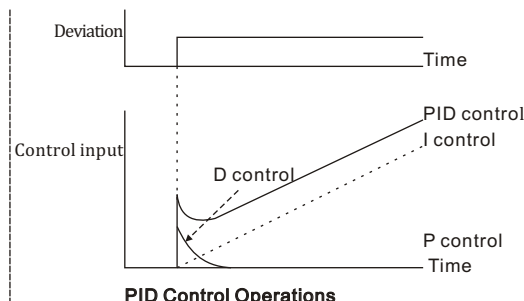 Deviation
Time
PID control
I control
Control input
D control
P control
Time
PID Control Operations